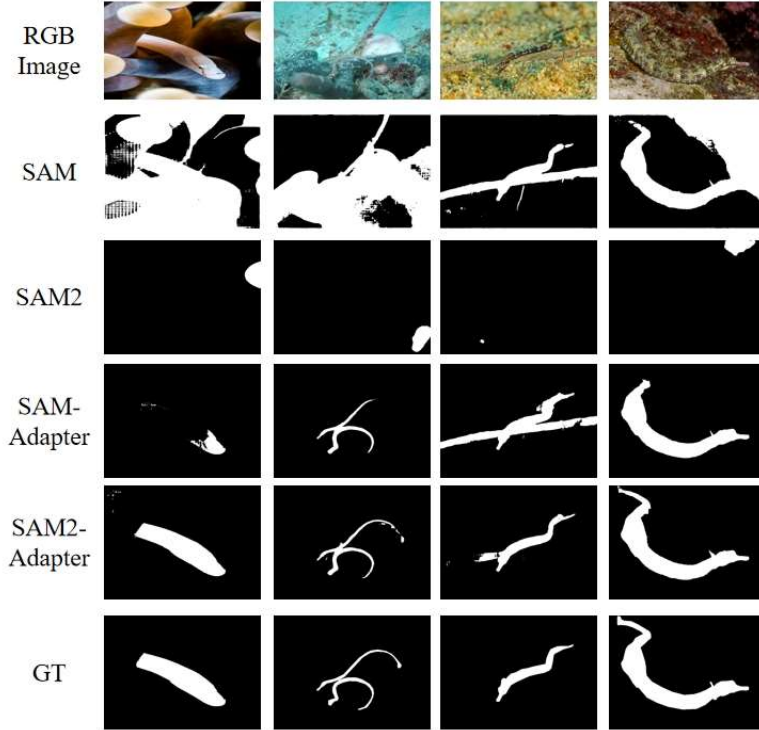 RGB
Image
SAM
SAM2
SAM-
Adapter
SAM2-
Adapter
GT